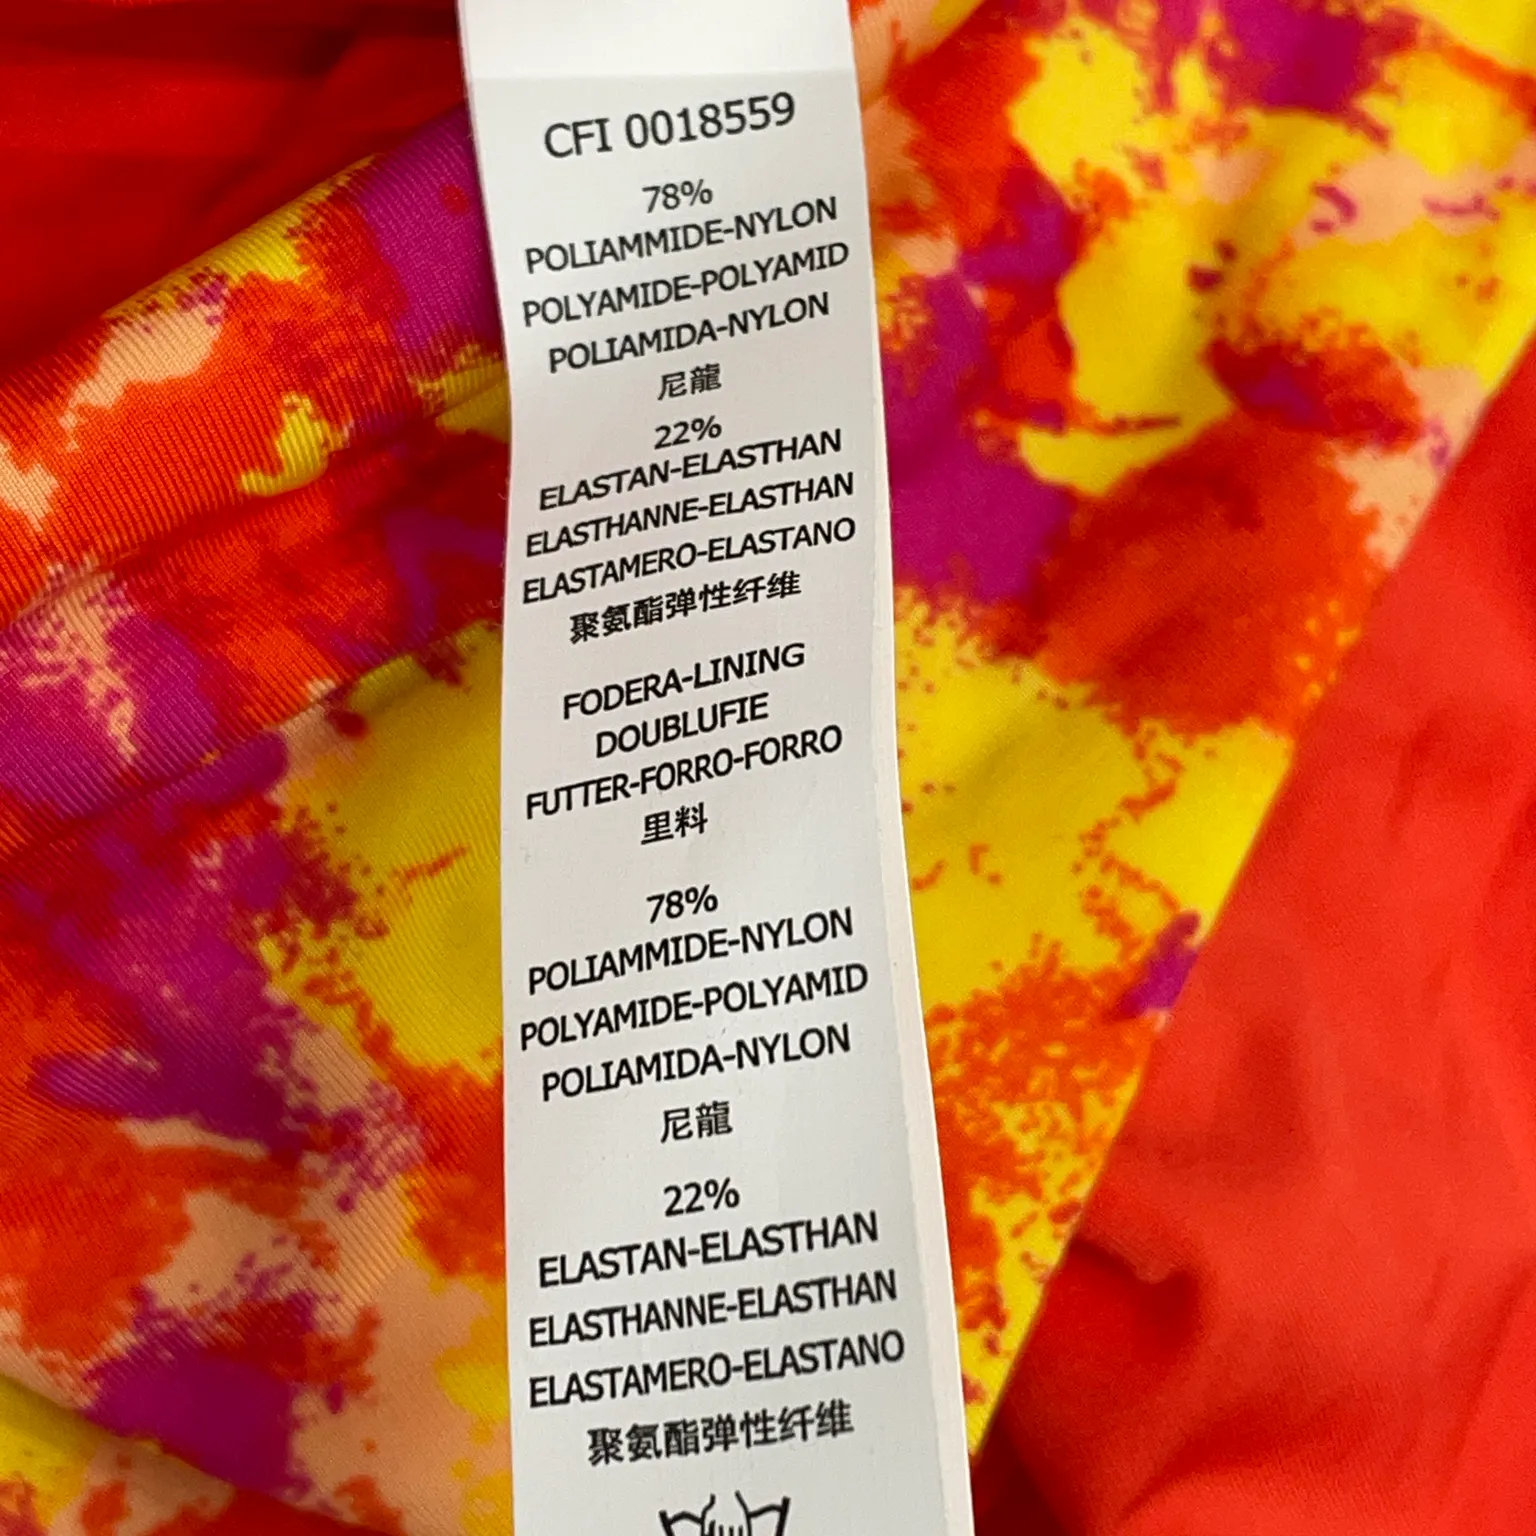 CFI 0018559
78%
POLIAMMIDE-NYLON
POLYAMIDE-POLYAMID
POLIAMIDA-NYLON
尼龍
22%
ELASTAN-ELASTHAN
ELASTHANNE-ELASTHAN
ELASTAMERO-ELASTANO
聚氨酯弹性纤维
FODERA-LINING
DOUBLUFIE
FUTTER-FORRO-FORRO
里料
78%
POLIAMMIDE-NYLON
POLYAMIDE-POLYAMID
POLIAMIDA-NYLON
尼龍
22%
ELASTAN-ELASTHAN
ELASTHANNE-ELASTHAN
ELASTAMERO-ELASTANO
聚氨酯弹性纤维